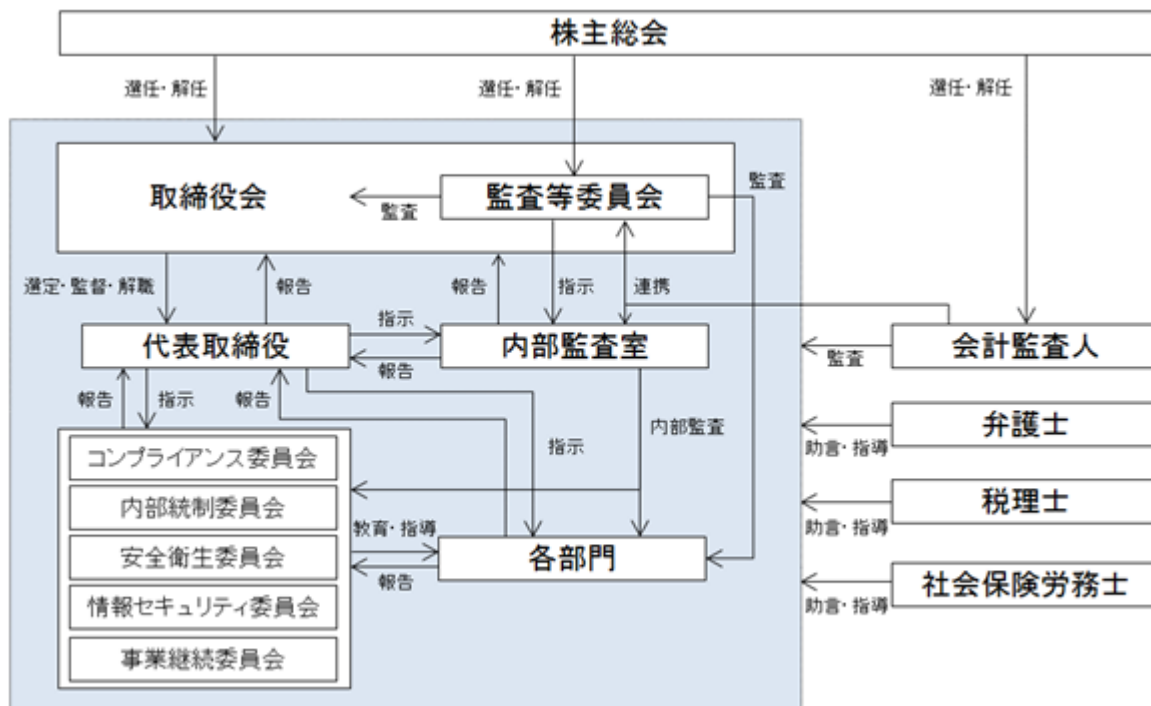 株主総会
選任・解任
選任・解任
選任・解任
取締役会
監査等委員会
監査
監査
選定・監督・解職
報告
報告
指示
連携
代表取締役
指示
報告
内部監査室
会計監査人
監査
報告
指示
報告
指示
内部監査
弁護士
助言・指導
コンプライアンス委員会
内部統制委員会
安全衛生委員会
情報セキュリティ委員会
事業継続委員会
教育・指導
報告
各部門
税理士
助言・指導
社会保険労務士
助言・指導